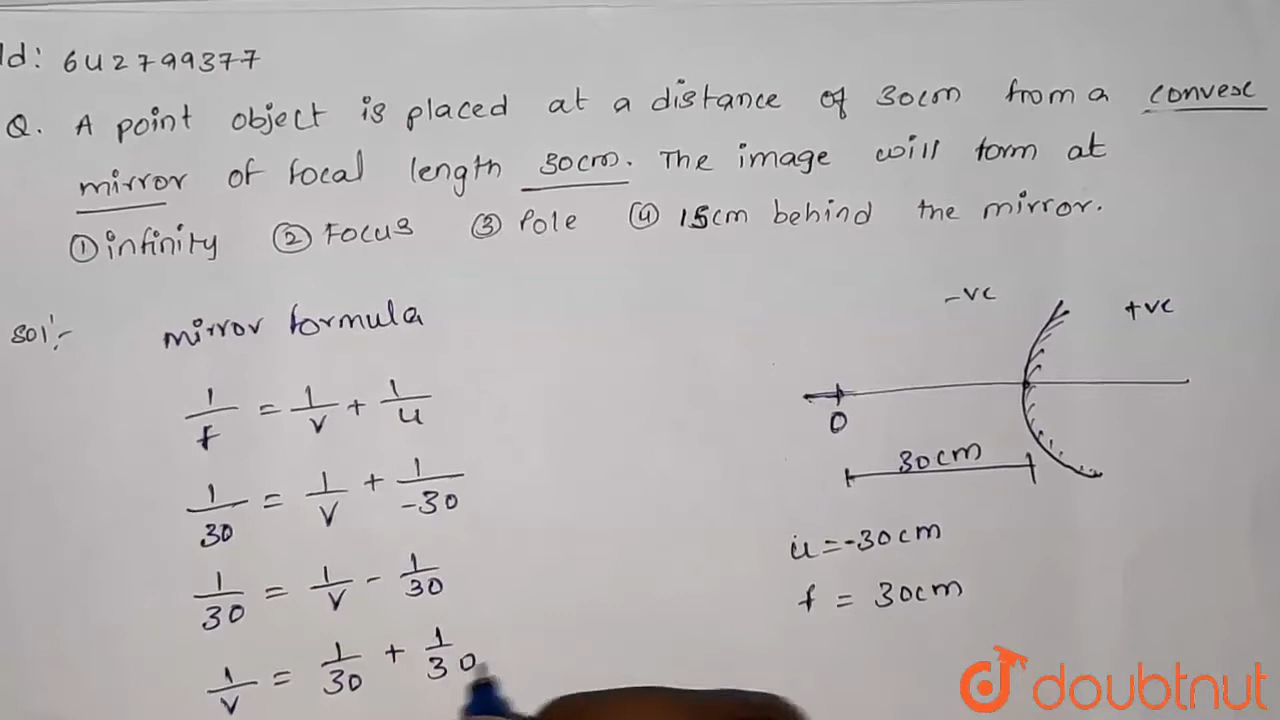 Id: 642799377
Q. A point object is placed at a distance of 30cm from a convex
mirror of focal length 30cm. The image will form at
① infinity ② Focus ③ Pole ④ 15cm behind the mirror.
Sol:-
mirror formula
1/f = 1/v + 1/u
1/30 = 1/v + 1/-30
1/30 = 1/v - 1/30
1/v = 1/30 + 1/30
-ve
+ve
O
30cm
u = -30cm
f = 30cm
doubtnut